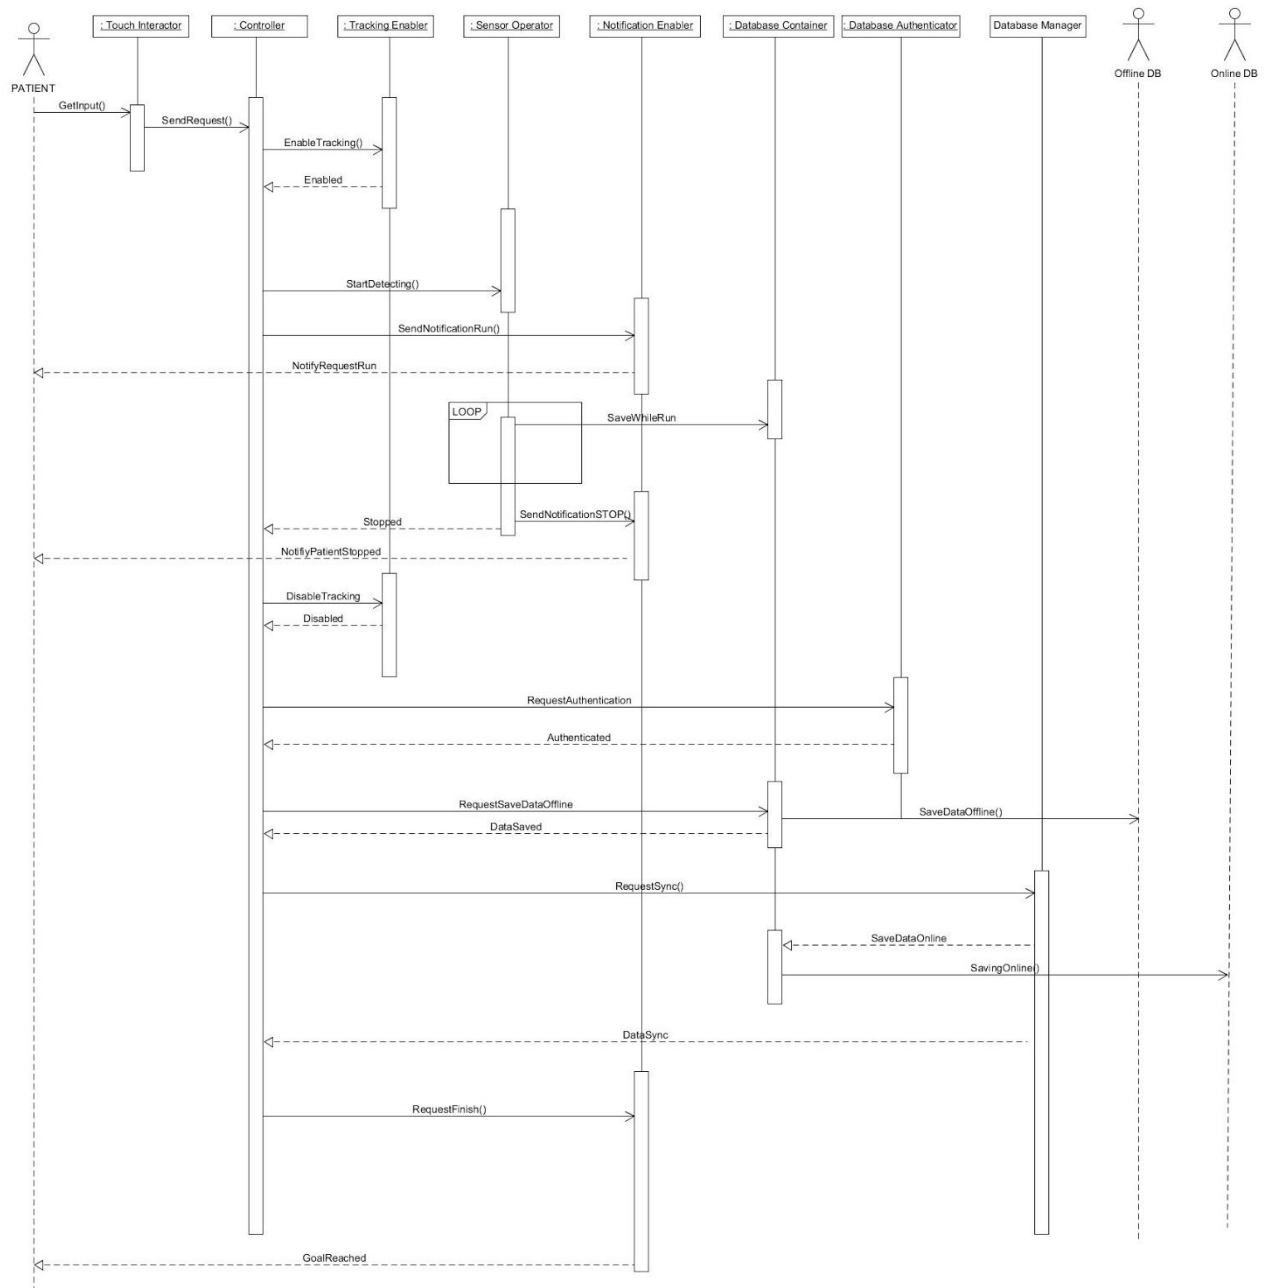 : Touch Interactor
: Controller
: Tracking Enabler
: Sensor Operator
: Notification Enabler
: Database Container
: Database Authenticator
Database Manager
Offline DB
Online DB
PATIENT
GetInput()
SendRequest()
EnableTracking()
Enabled
StartDetecting()
SendNotificationRun()
NotifyRequestRun
LOOP
SaveWhileRun
SendNotificationSTOP()
Stopped
NotifiyPatientStopped
DisableTracking
Disabled
RequestAuthentication
Authenticated
RequestSaveDataOffline
SaveDataOffline()
DataSaved
RequestSync()
SaveDataOnline
SavingOnline()
DataSync
RequestFinish()
GoalReached